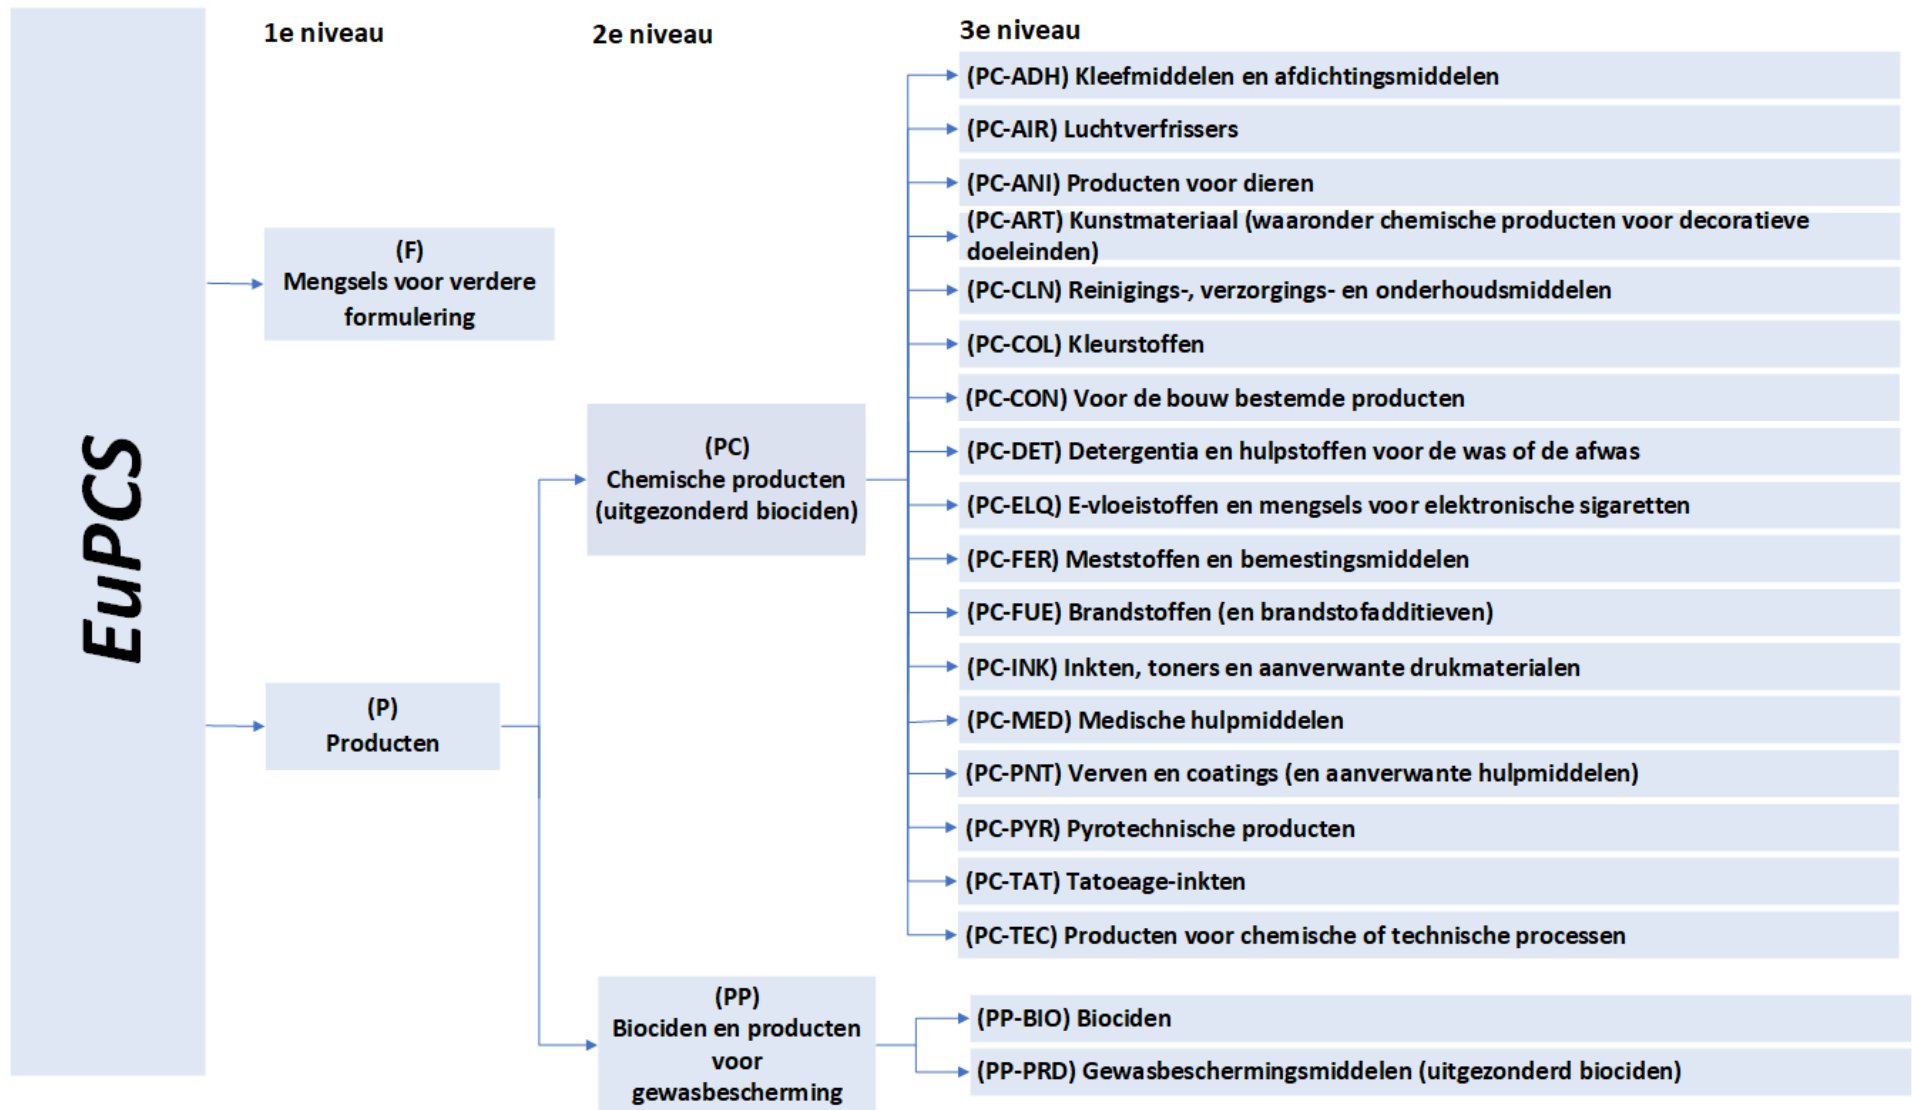 EuPCS
1e niveau
2e niveau
3e niveau
(F)
Mengsels voor verdere
formulering
(P)
Producten
(PC)
Chemische producten
(uitgezonderd biociden)
(PP)
Biociden en producten
voor
gewasbescherming
(PC-ADH) Kleefmiddelen en afdichtingsmiddelen
(PC-AIR) Luchtverfrissers
(PC-ANI) Producten voor dieren
(PC-ART) Kunstmateriaal (waaronder chemische producten voor decoratieve
doeleinden)
(PC-CLN) Reinigings-, verzorgings- en onderhoudsmiddelen
(PC-COL) Kleurstoffen
(PC-CON) Voor de bouw bestemde producten
(PC-DET) Detergentia en hulpstoffen voor de was of de afwas
(PC-ELQ) E-vloeistoffen en mengsels voor elektronische sigaretten
(PC-FER) Meststoffen en bemestingsmiddelen
(PC-FUE) Brandstoffen (en brandstofadditieven)
(PC-INK) Inkten, toners en aanverwante drukmaterialen
(PC-MED) Medische hulpmiddelen
(PC-PNT) Verven en coatings (en aanverwante hulpmiddelen)
(PC-PYR) Pyrotechnische producten
(PC-TAT) Tatoeage-inkten
(PC-TEC) Producten voor chemische of technische processen
(PP-BIO) Biociden
(PP-PRD) Gewasbeschermingsmiddelen (uitgezonderd biociden)